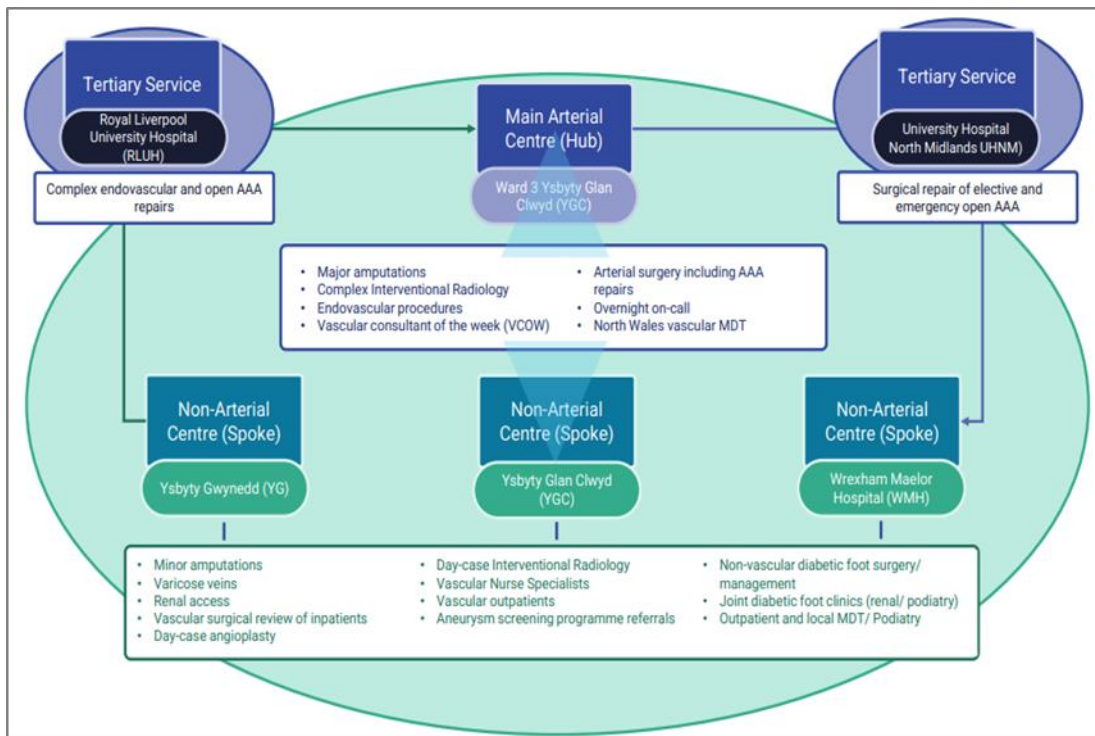 Tertiary Service
Royal Liverpool
University Hospital
(RLUH)
Complex endovascular and open AAA
repairs
Main Arterial
Centre (Hub)
Ward 3 Ysbyty Glan
Clwyd (YGC)
Tertiary Service
University Hospital
North Midlands UHNM)
Surgical repair of elective and
emergency open AAA
• Major amputations
• Complex Interventional Radiology
• Endovascular procedures
• Vascular consultant of the week (VCOW)
• Arterial surgery including AAA
repairs
• Overnight on-call
• North Wales vascular MDT
Non-Arterial
Centre (Spoke)
Ysbyty Gwynedd (YG)
Non-Arterial
Centre (Spoke)
Ysbyty Glan Clwyd
(YGC)
Non-Arterial
Centre (Spoke)
Wrexham Maelor
Hospital (WMH)
• Minor amputations
• Varicose veins
• Renal access
• Vascular surgical review of inpatients
• Day-case angioplasty
• Day-case Interventional Radiology
• Vascular Nurse Specialists
• Vascular outpatients
• Aneurysm screening programme referrals
• Non-vascular diabetic foot surgery/
management
• Joint diabetic foot clinics (renal/ podiatry)
• Outpatient and local MDT/ Podiatry